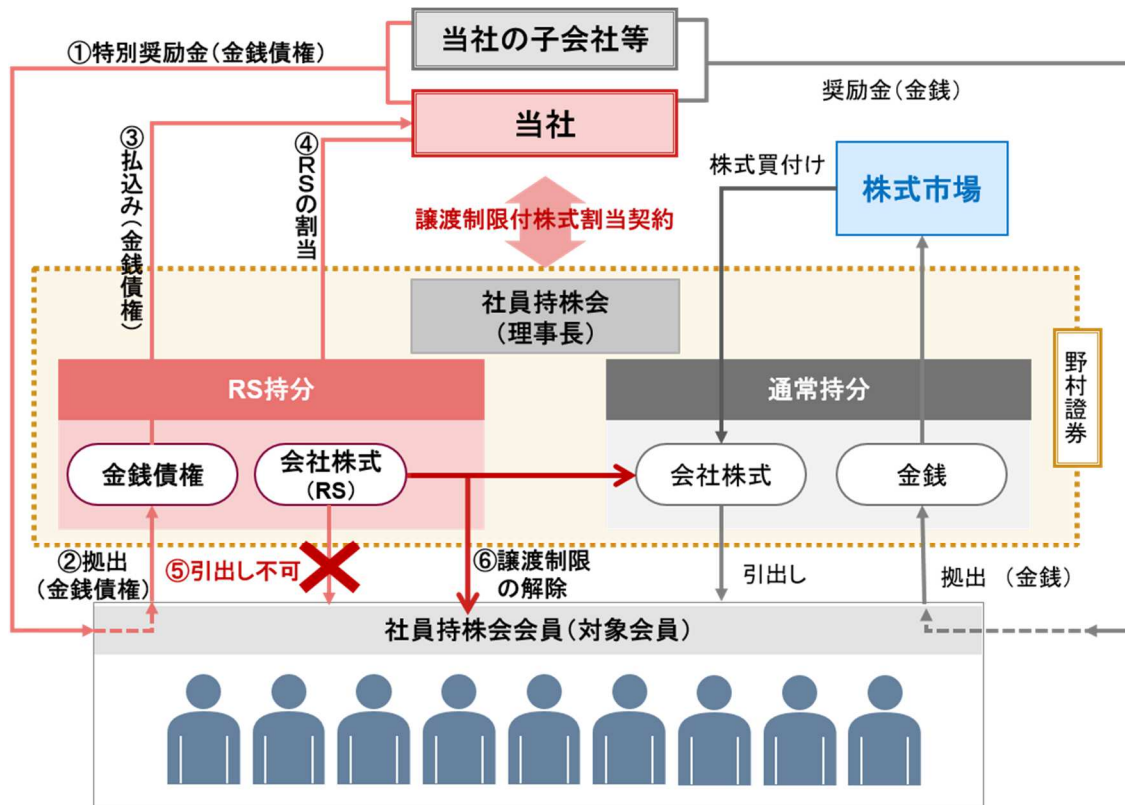 当社の子会社等
①特別奨励金(金銭債権)
奨励金(金銭)
当社
③払込み(金銭債権)
④RSの割当
株式買付け
株式市場
譲渡制限付株式割当契約
社員持株会
(理事長)
野村證券
RS持分
通常持分
金銭債権
会社株式
(RS)
会社株式
金銭
②拠出
(金銭債権)
⑤引出し不可
⑥譲渡制限
の解除
引出し
拠出 (金銭)
社員持株会会員(対象会員)